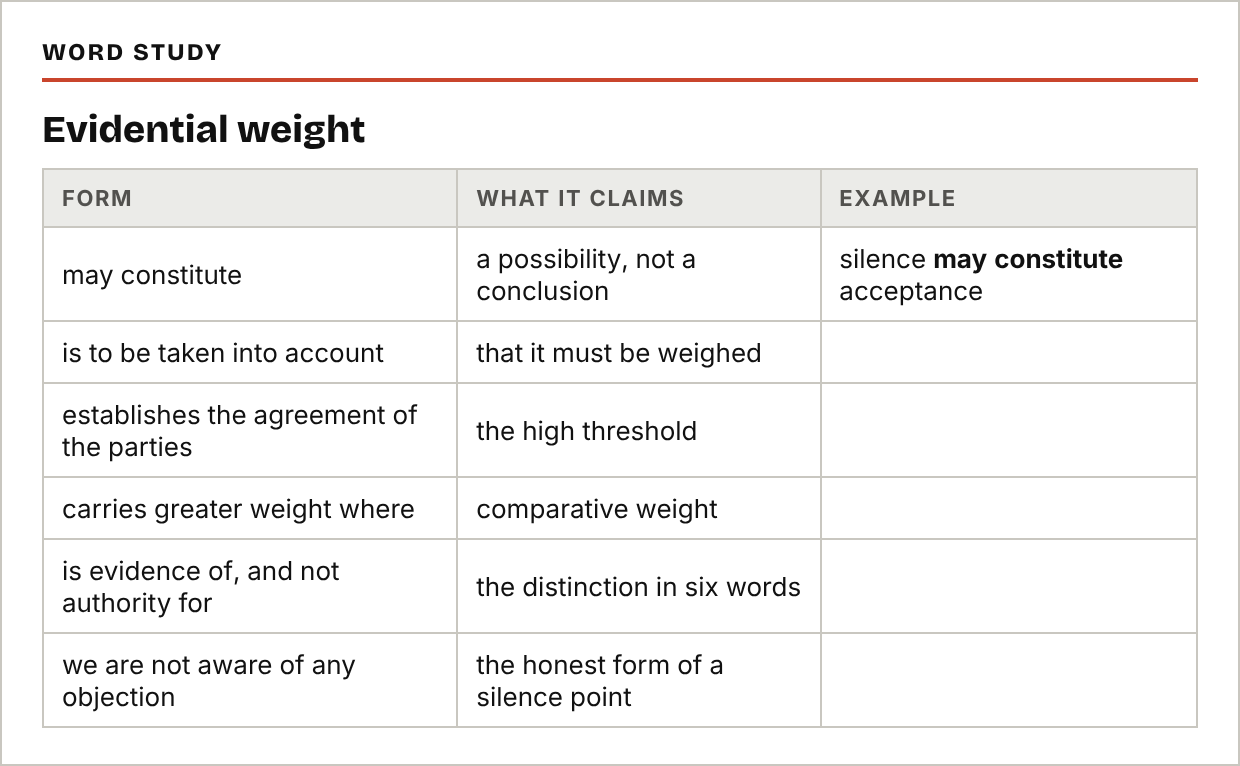 WORD STUDY
Evidential weight
FORM
WHAT IT CLAIMS
EXAMPLE
may constitute
a possibility, not a
conclusion
silence may constitute
acceptance
is to be taken into account
that it must be weighed
establishes the agreement of
the parties
the high threshold
carries greater weight where
comparative weight
is evidence of, and not
authority for
the distinction in six words
we are not aware of any
objection
the honest form of a
silence point